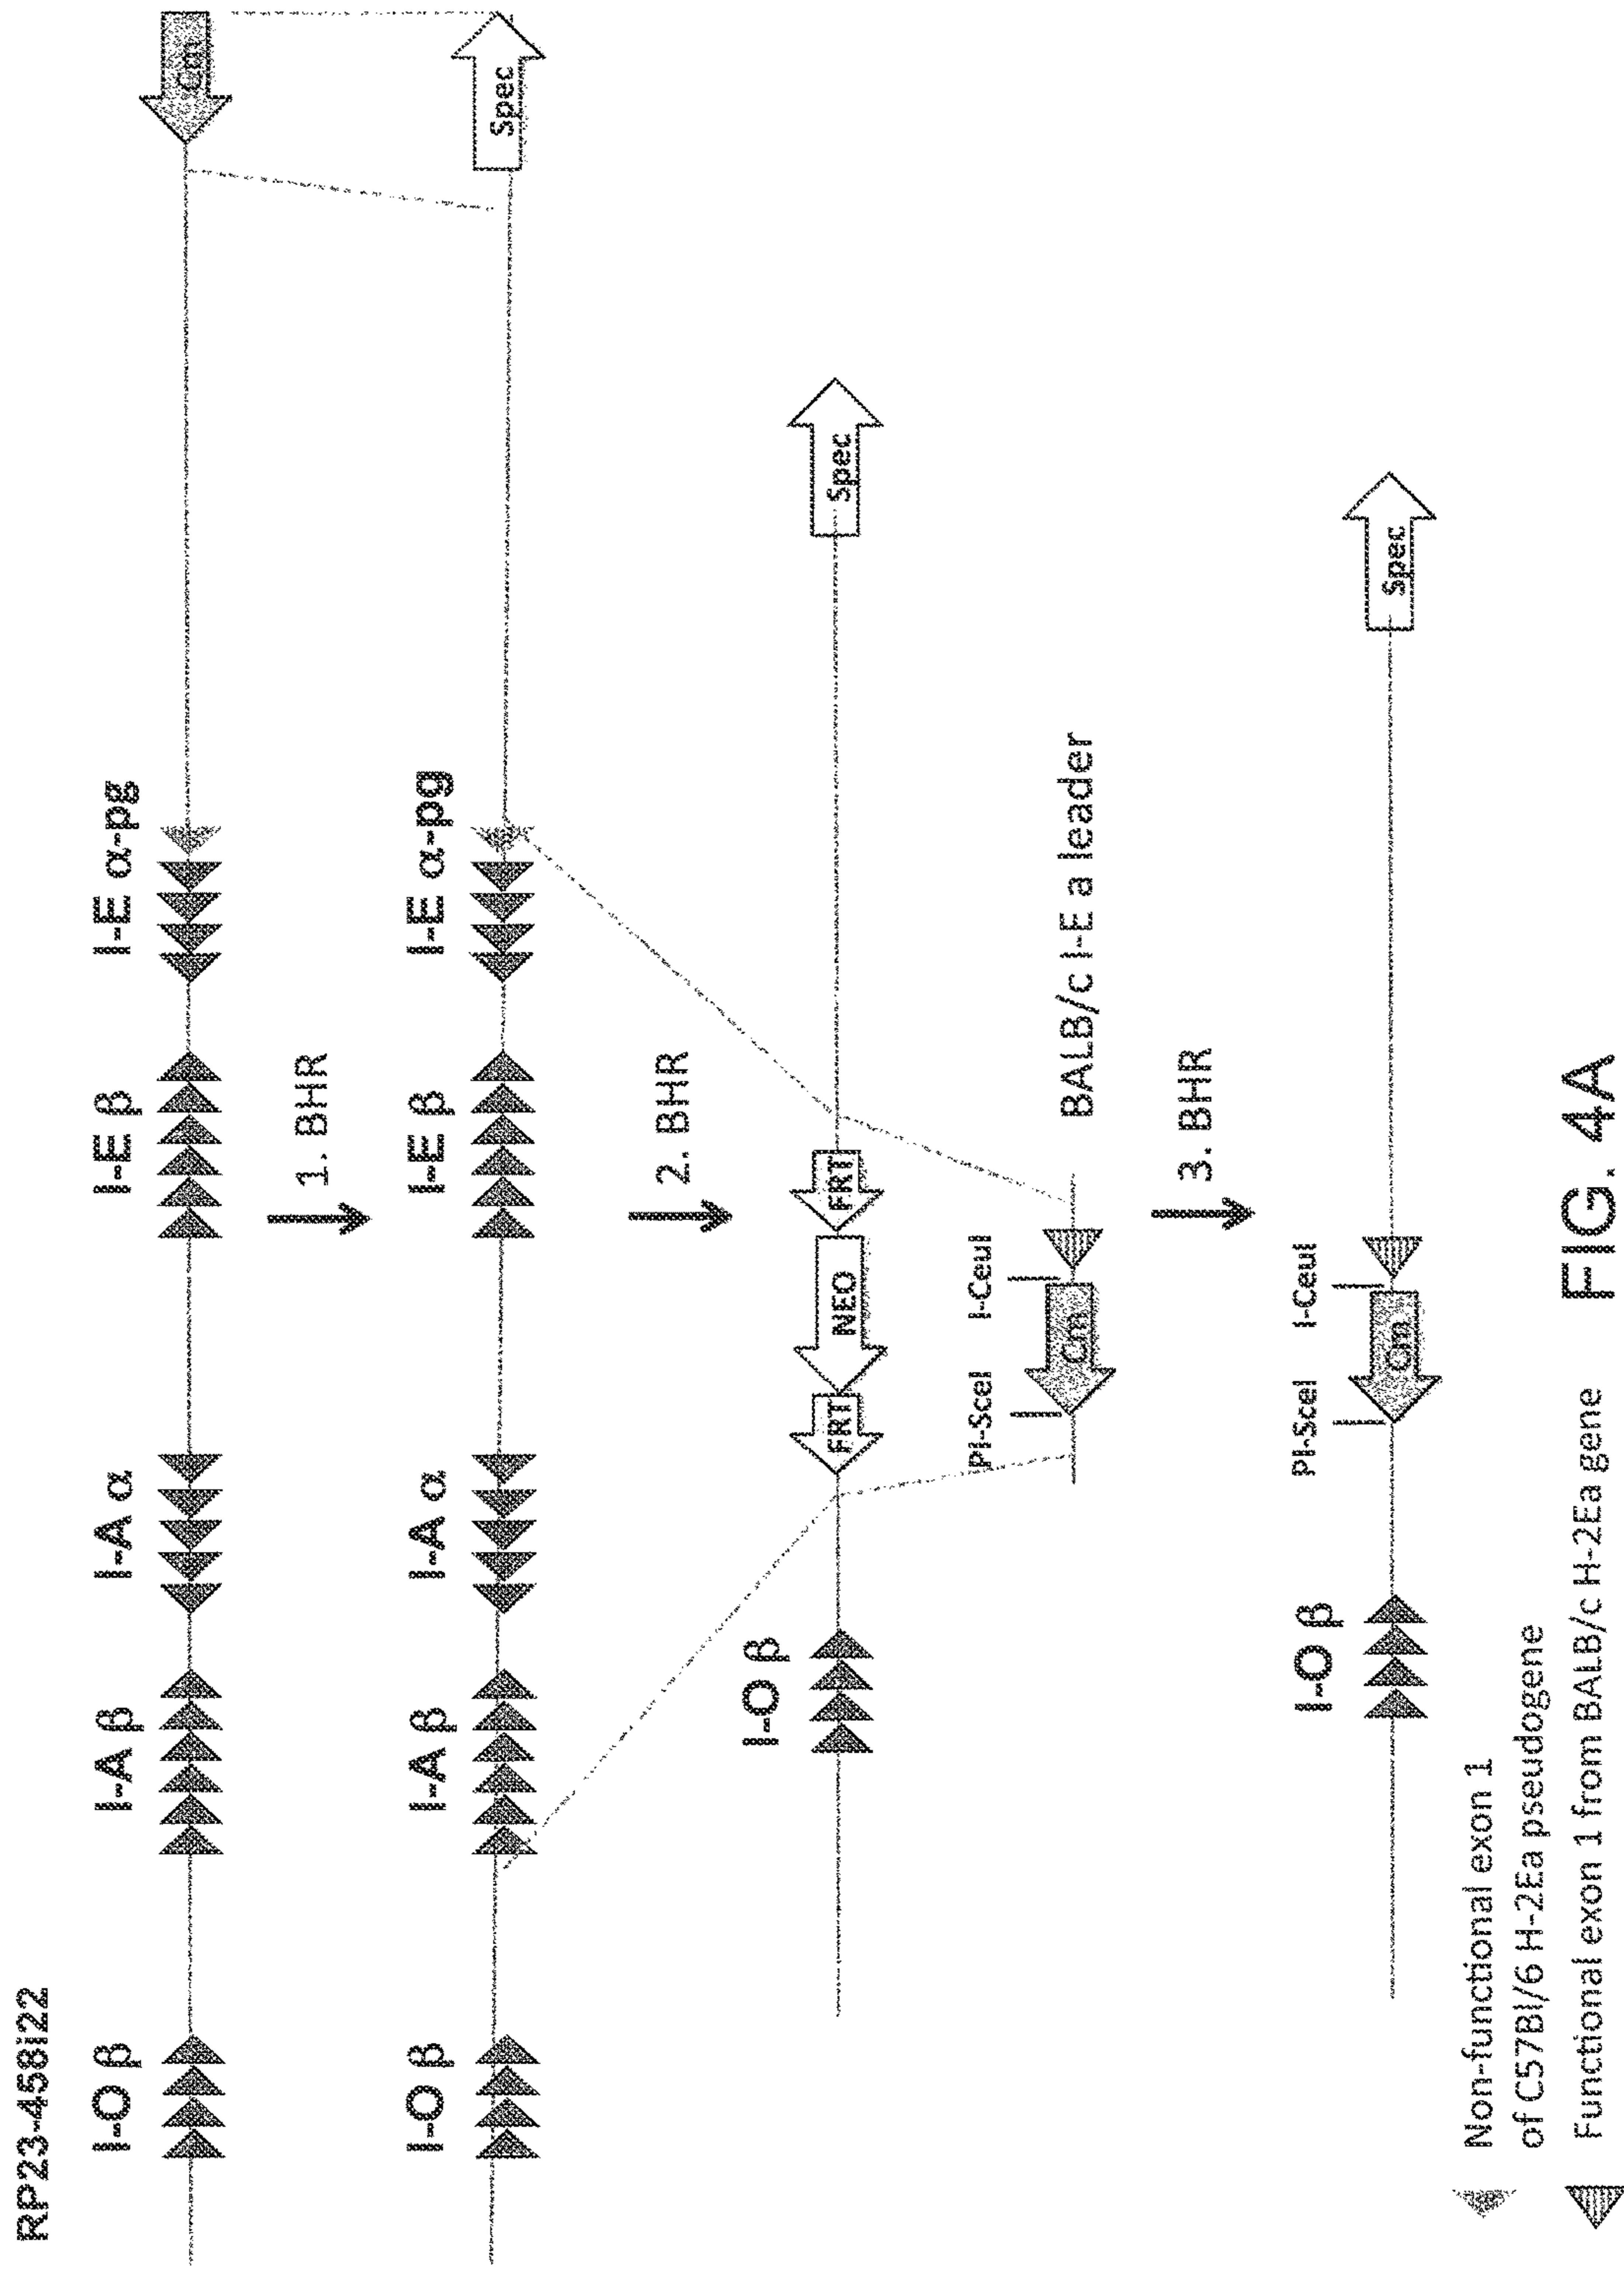 RP23-458i22
I-O β I-A β I-A α I-E β I-E α-pg
Cm
1. BHR
I-O β I-A β I-A α I-E β I-E α-pg
Spec
2. BHR
I-O β
FRT NEO FRT Spec
PI-SceI I-CeuI
Cm BALB/c I-E a leader
3. BHR
PI-SceI I-CeuI
I-O β Cm Spec
Non-functional exon 1
of C57Bl/6 H-2Ea pseudogene
Functional exon 1 from BALB/c H-2Ea gene
FIG. 4A